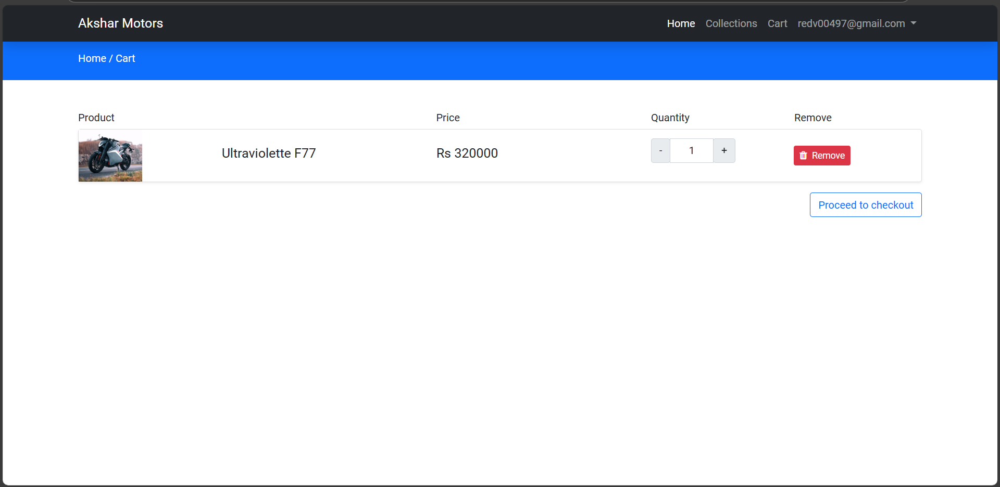 Akshar Motors Home Collections Cart redv00497@gmail.com
Home / Cart
Product Price Quantity Remove
Ultraviolette F77 Rs 320000 - 1 + Remove
Proceed to checkout